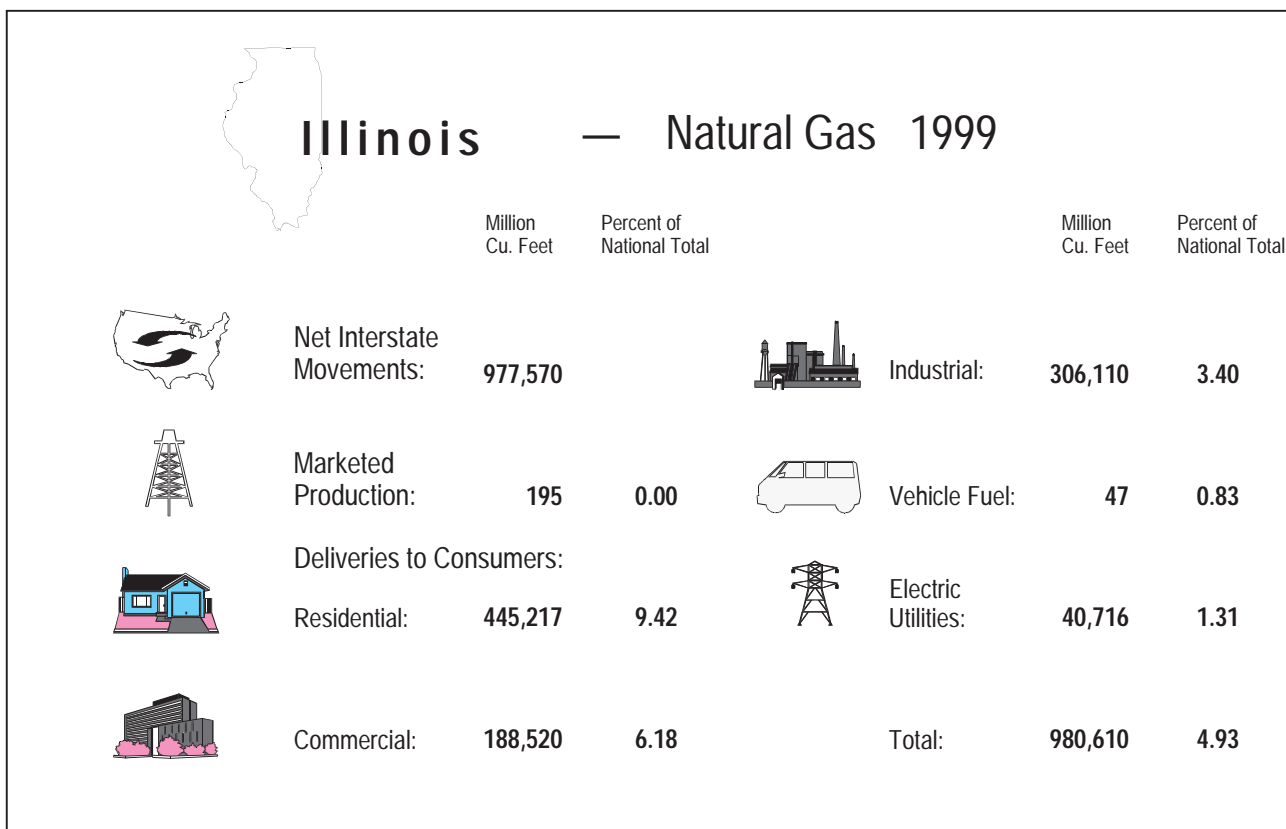 Illinois — Natural Gas 1999
Million Cu. Feet
Percent of National Total
Million Cu. Feet
Percent of National Total
Net Interstate
Movements: 977,570
Marketed
Production: 195 0.00
Deliveries to Consumers:
Residential: 445,217 9.42
Commercial: 188,520 6.18
Industrial: 306,110 3.40
Vehicle Fuel: 47 0.83
Electric
Utilities: 40,716 1.31
Total: 980,610 4.93